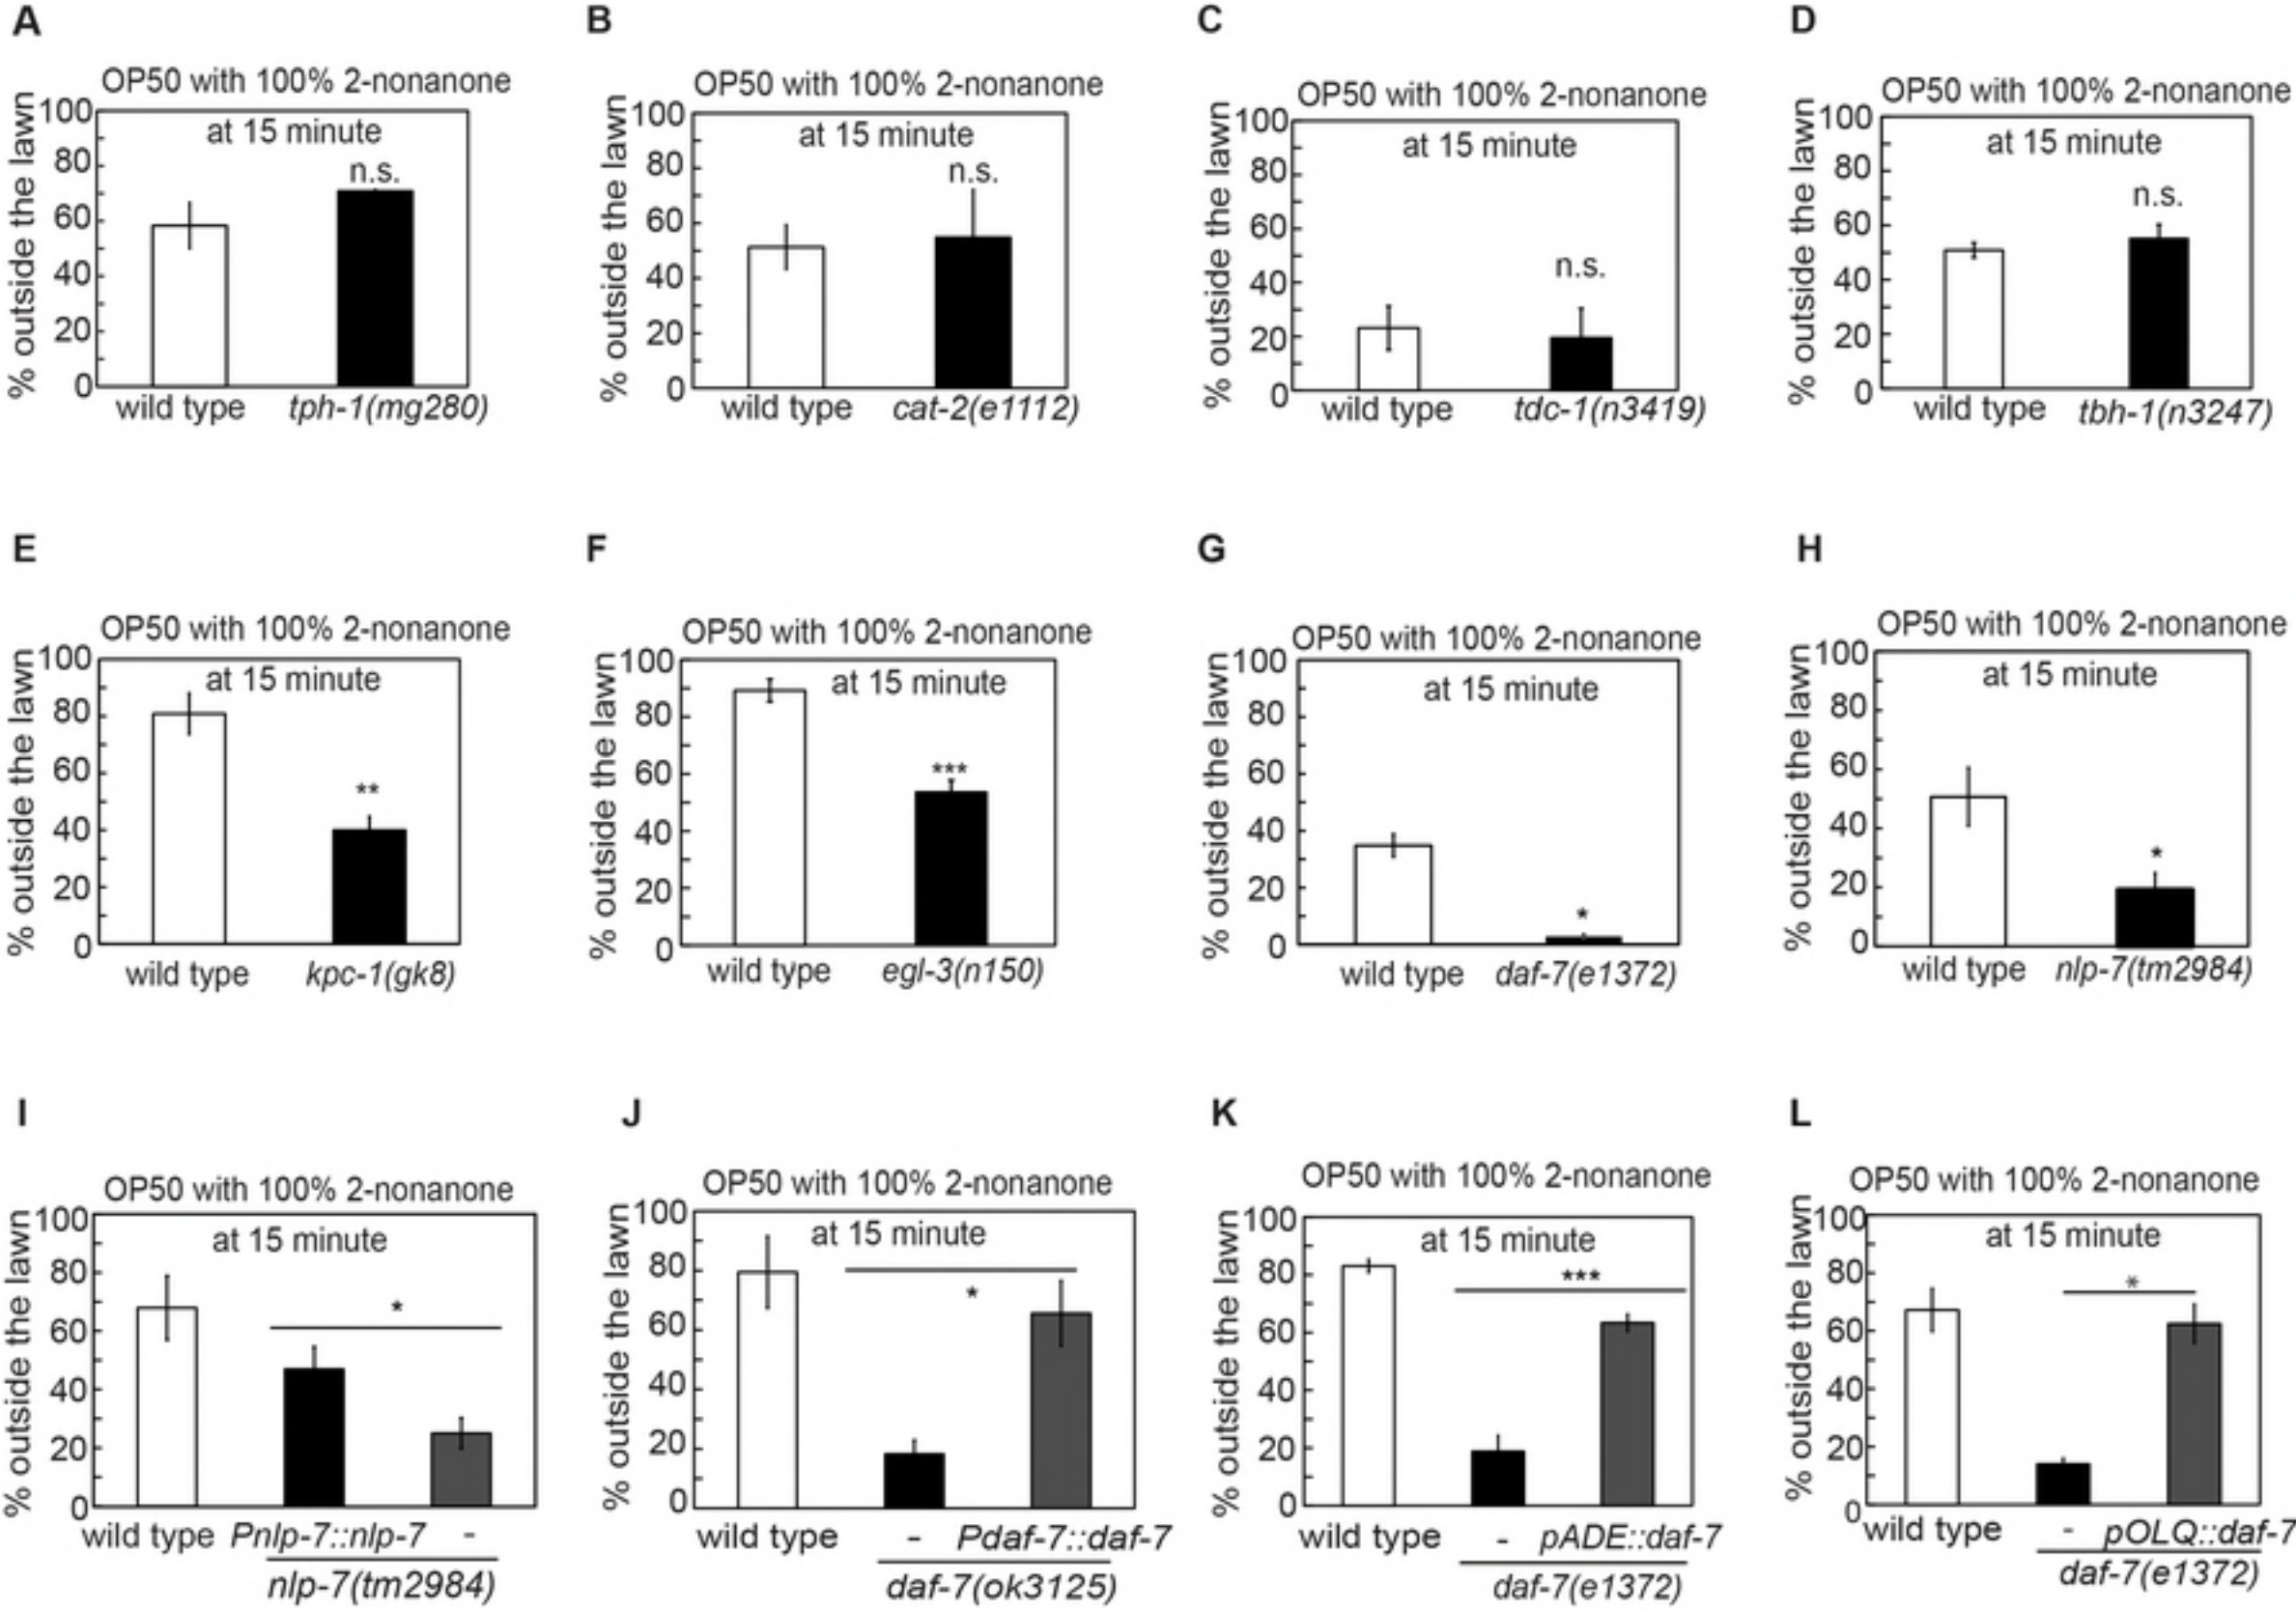 A
OP50 with 100% 2-nonanone
at 15 minute
% outside the lawn
100
80
60
40
20
0
n.s.
wild type tph-1(mg280)
B
OP50 with 100% 2-nonanone
at 15 minute
% outside the lawn
100
80
60
40
20
0
n.s.
wild type cat-2(e1112)
C
OP50 with 100% 2-nonanone
at 15 minute
% outside the lawn
100
80
60
40
20
0
n.s.
wild type tdc-1(n3419)
D
OP50 with 100% 2-nonanone
at 15 minute
% outside the lawn
100
80
60
40
20
0
n.s.
wild type tbh-1(n3247)
E
OP50 with 100% 2-nonanone
at 15 minute
% outside the lawn
100
80
60
40
20
0
**
wild type kpc-1(gk8)
F
OP50 with 100% 2-nonanone
at 15 minute
% outside the lawn
100
80
60
40
20
0
***
wild type egl-3(n150)
G
OP50 with 100% 2-nonanone
at 15 minute
% outside the lawn
100
80
60
40
20
0
*
wild type daf-7(e1372)
H
OP50 with 100% 2-nonanone
at 15 minute
% outside the lawn
100
80
60
40
20
0
*
wild type nlp-7(tm2984)
I
OP50 with 100% 2-nonanone
at 15 minute
% outside the lawn
100
80
60
40
20
0
*
wild type Pnlp-7::nlp-7 -
nlp-7(tm2984)
J
OP50 with 100% 2-nonanone
at 15 minute
% outside the lawn
100
80
60
40
20
0
*
wild type - Pdaf-7::daf-7
daf-7(ok3125)
K
OP50 with 100% 2-nonanone
at 15 minute
% outside the lawn
100
80
60
40
20
0
***
wild type - pADE::daf-7
daf-7(e1372)
L
OP50 with 100% 2-nonanone
at 15 minute
% outside the lawn
100
80
60
40
20
0
*
wild type - pOLQ::daf-7
daf-7(e1372)